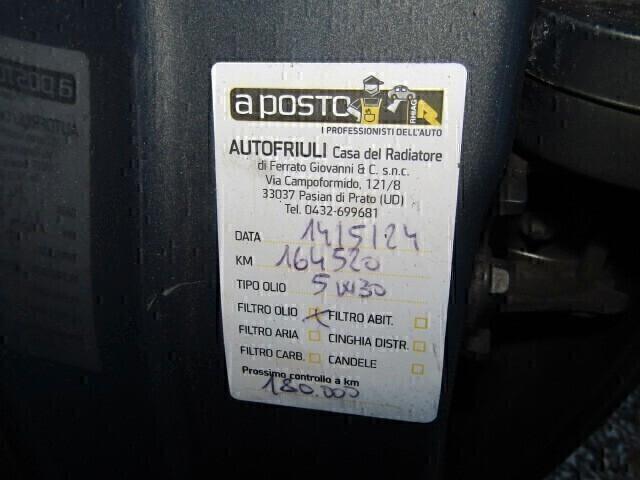 a posto
RHIAG
I PROFESSIONISTI DELL'AUTO
AUTOFRIULI Casa del Radiatore
di Ferrato Giovanni & C. s.n.c.
Via Campoformido, 121/8
33037 Pasian di Prato (UD)
Tel. 0432-699681
DATA 14/5/24
KM 164520
TIPO OLIO 5W30
FILTRO OLIO X FILTRO ABIT.
FILTRO ARIA CINGHIA DISTR.
FILTRO CARB. CANDELE
Prossimo controllo a km
180.000